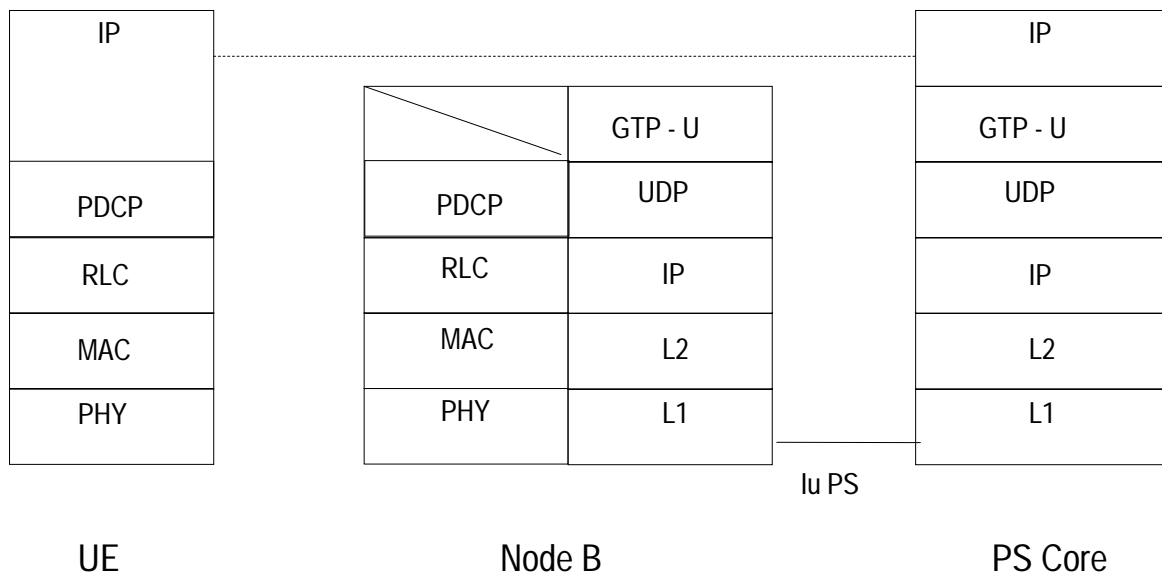 IP
PDCP
RLC
MAC
PHY
UE
GTP - U
PDCP
UDP
RLC
IP
MAC
L2
PHY
L1
Node B
Iu PS
IP
GTP - U
UDP
IP
L2
L1
PS Core